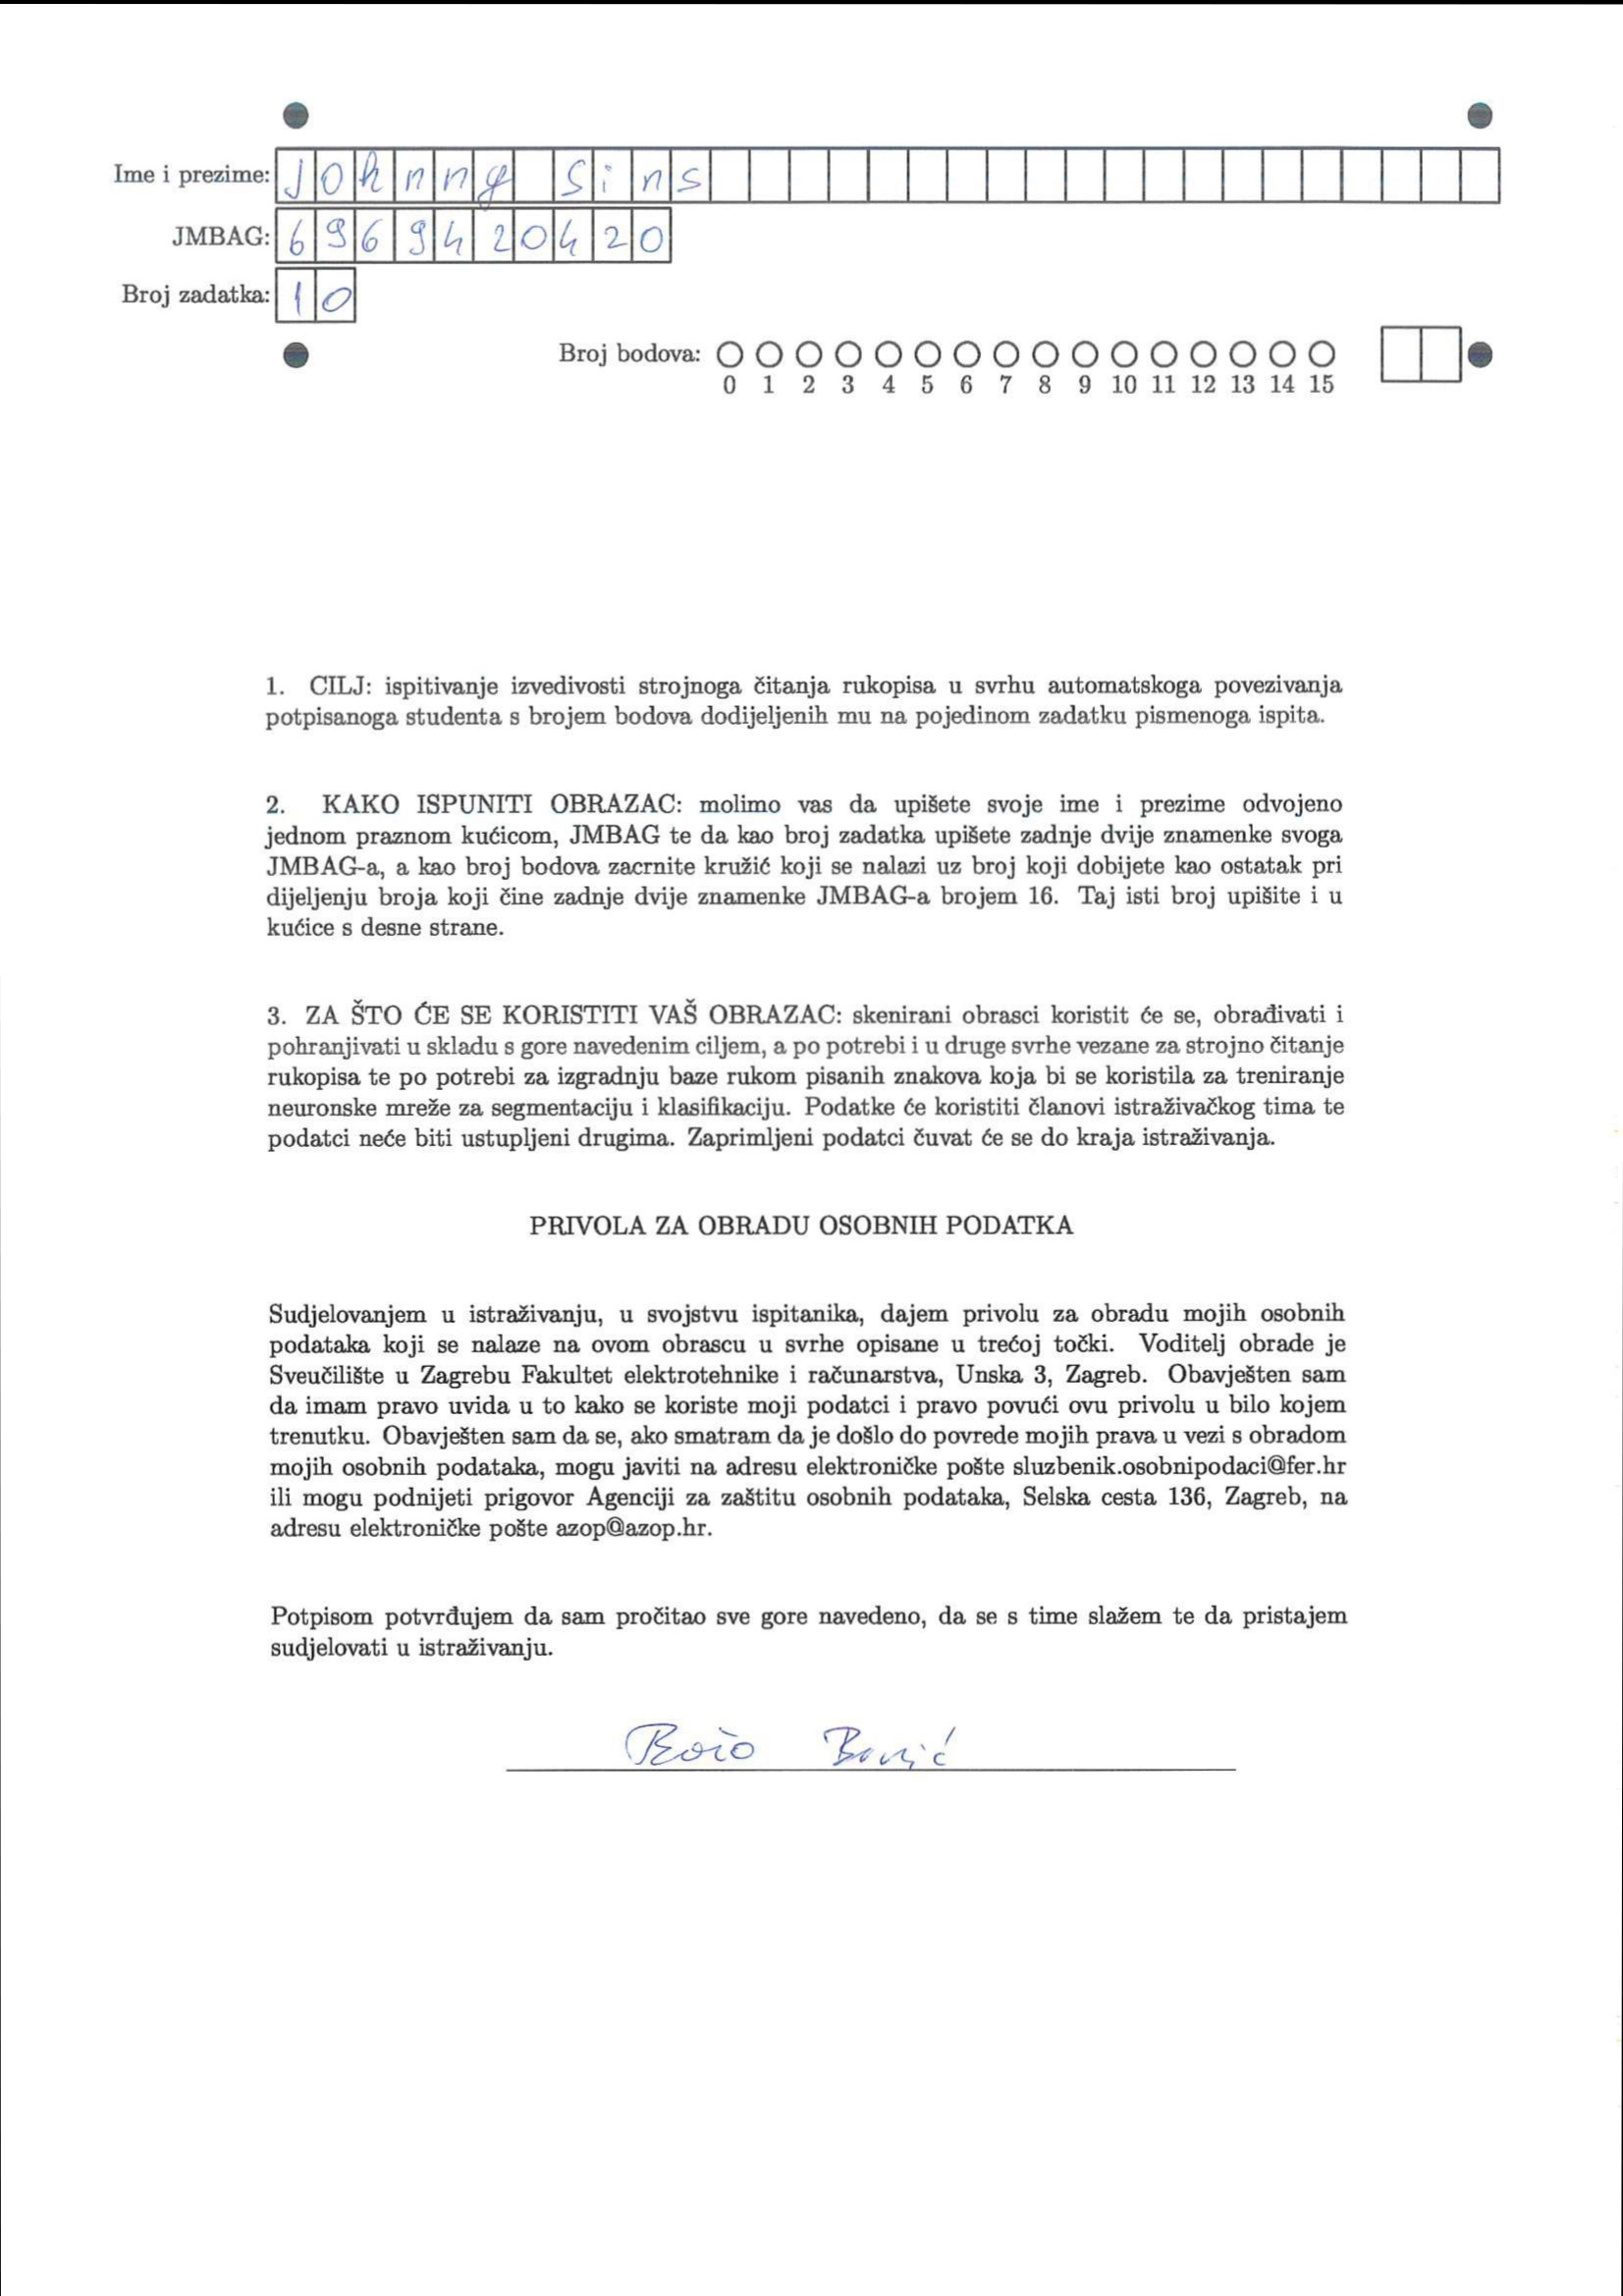 Ime i prezime: Johnny Sins
JMBAG: 6969420420
Broj zadatka: 10
Broj bodova:
0 1 2 3 4 5 6 7 8 9 10 11 12 13 14 15
1. CILJ: ispitivanje izvedivosti strojnoga čitanja rukopisa u svrhu automatskoga povezivanja
potpisanoga studenta s brojem bodova dodijeljenih mu na pojedinom zadatku pismenoga ispita.
2. KAKO ISPUNITI OBRAZAC: molimo vas da upišete svoje ime i prezime odvojeno
jednom praznom kućicom, JMBAG te da kao broj zadatka upišete zadnje dvije znamenke svoga
JMBAG-a, a kao broj bodova zacrnite kružić koji se nalazi uz broj koji dobijete kao ostatak pri
dijeljenju broja koji čine zadnje dvije znamenke JMBAG-a brojem 16. Taj isti broj upišite i u
kućice s desne strane.
3. ZA ŠTO ĆE SE KORISTITI VAŠ OBRAZAC: skenirani obrasci koristit će se, obrađivati i
pohranjivati u skladu s gore navedenim ciljem, a po potrebi i u druge svrhe vezane za strojno čitanje
rukopisa te po potrebi za izgradnju baze rukom pisanih znakova koja bi se koristila za treniranje
neuronske mreže za segmentaciju i klasifikaciju. Podatke će koristiti članovi istraživačkog tima te
podatci neće biti ustupljeni drugima. Zaprimljeni podatci čuvat će se do kraja istraživanja.
PRIVOLA ZA OBRADU OSOBNIH PODATKA
Sudjelovanjem u istraživanju, u svojstvu ispitanika, dajem privolu za obradu mojih osobnih
podataka koji se nalaze na ovom obrascu u svrhe opisane u trećoj točki. Voditelj obrade je
Sveučilište u Zagrebu Fakultet elektrotehnike i računarstva, Unska 3, Zagreb. Obavješten sam
da imam pravo uvida u to kako se koriste moji podatci i pravo povući ovu privolu u bilo kojem
trenutku. Obavješten sam da se, ako smatram da je došlo do povrede mojih prava u vezi s obradom
mojih osobnih podataka, mogu javiti na adresu elektroničke pošte sluzbenik.osobnipodaci@fer.hr
ili mogu podnijeti prigovor Agenciji za zaštitu osobnih podataka, Selska cesta 136, Zagreb, na
adresu elektroničke pošte azop@azop.hr.
Potpisom potvrđujem da sam pročitao sve gore navedeno, da se s time slažem te da pristajem
sudjelovati u istraživanju.